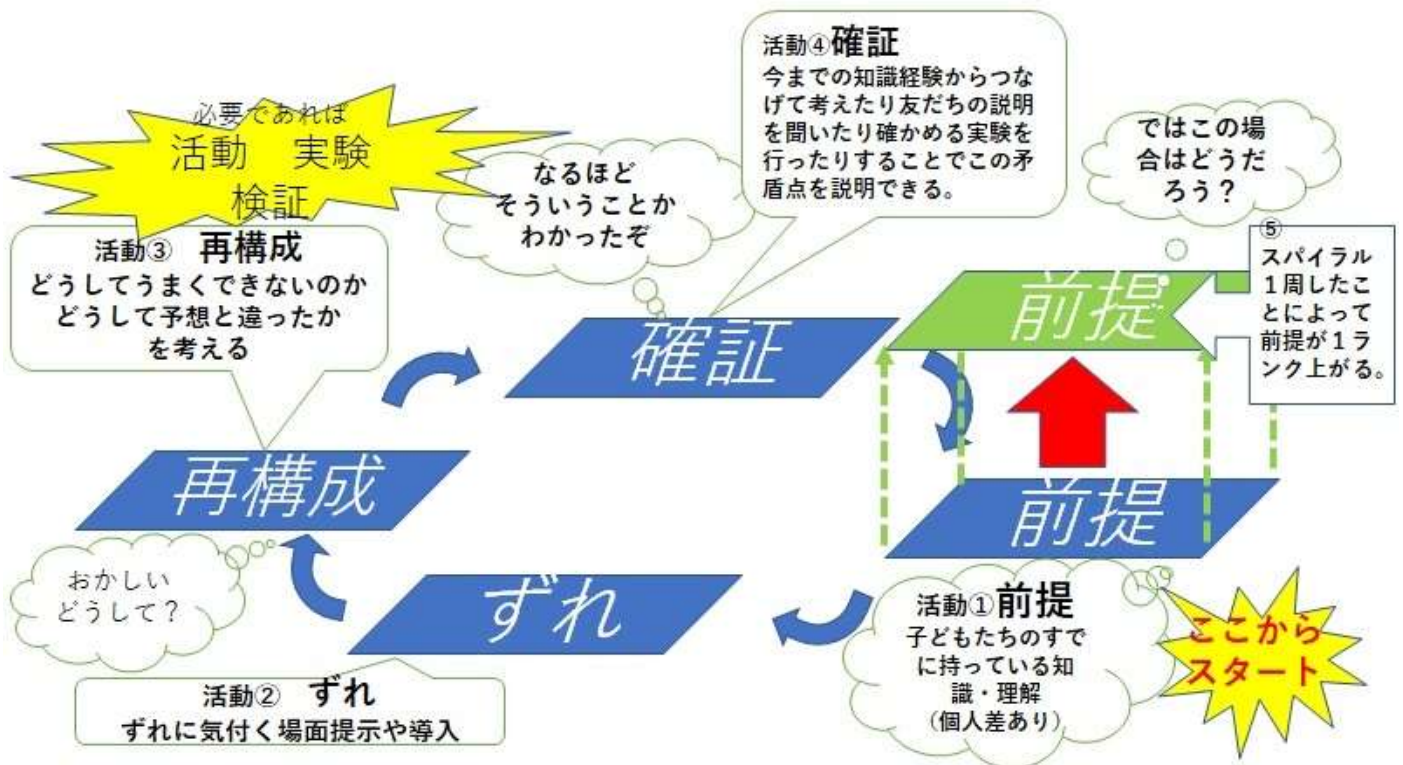 活動④確証
今までの知識経験からつな
げて考えたり友だちの説明
を聞いたり確かめる実験を
行ったりすることでこの矛
盾点を説明できる。
必要であれば
活動　実験
検証
なるほど
そういうことか
わかったぞ
ではこの場
合はどうだ
ろう？
活動③　再構成
どうしてうまくできないのか
どうして予想と違ったか
を考える
⑤
スパイラル
１周したこ
とによって
前提が１ラ
ンク上がる。
前提
確証
再構成
前提
おかしい
どうして？
ずれ
活動①前提
子どもたちのすで
に持っている知
識・理解
（個人差あり）
ここから
スタート
活動②　ずれ
ずれに気付く場面提示や導入